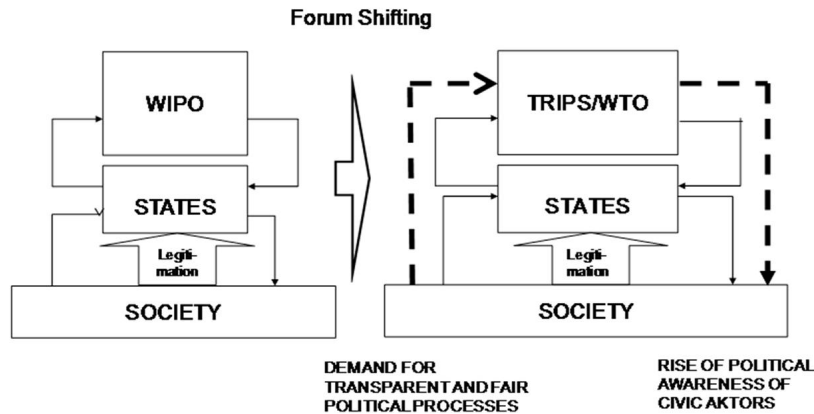 Forum Shifting
WIPO
STATES
Legiti-
mation
SOCIETY
TRIPS/WTO
STATES
Legiti-
mation
SOCIETY
DEMAND FOR
TRANSPARENT AND FAIR
POLITICAL PROCESSES
RISE OF POLITICAL
AWARENESS OF
CIVIC AKTORS